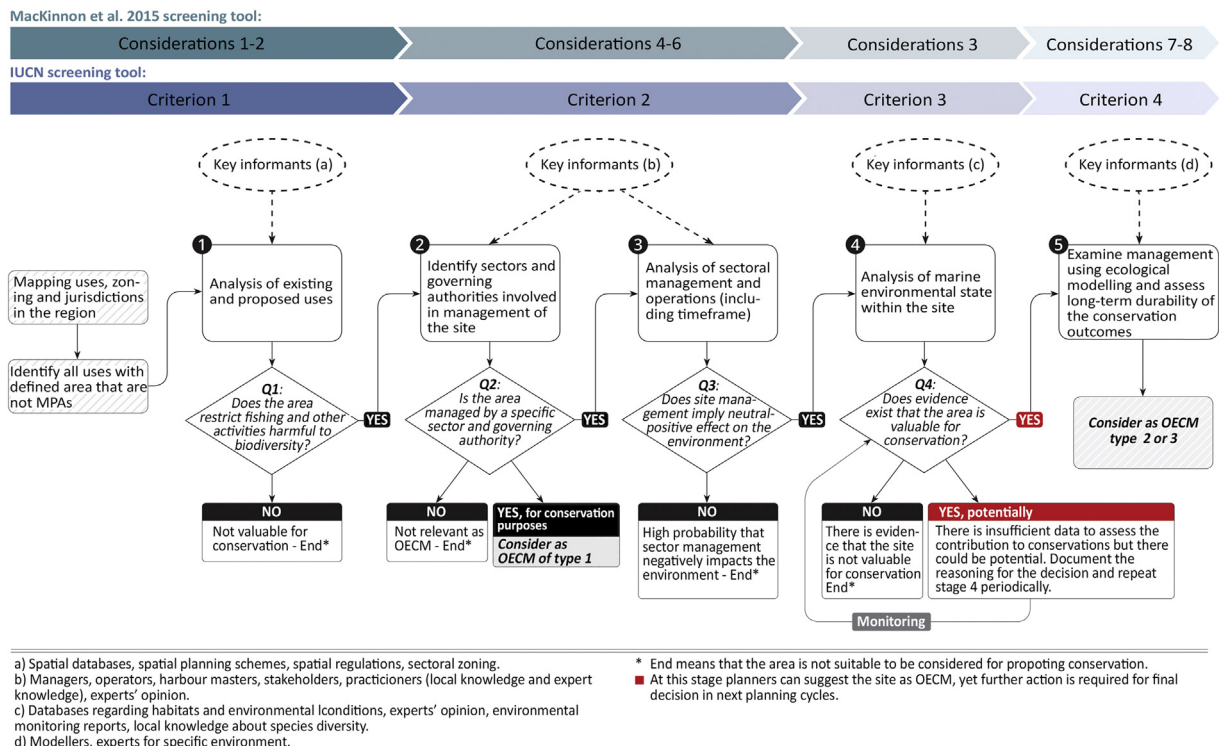 MacKinnon et al. 2015 screening tool:
Considerations 1-2
Considerations 4-6
Considerations 3
Considerations 7-8
IUCN screening tool:
Criterion 1
Criterion 2
Criterion 3
Criterion 4
Key informants (a)
Key informants (b)
Key informants (c)
Key informants (d)
Mapping uses, zon-
ing and jurisdictions
in the region
Identify all uses with
defined area that are
not MPAs
1
Analysis of existing
and proposed uses
Q1:
Does the area
restrict fishing and other
activities harmful to
biodiversity?
YES
NO
Not valuable for
conservation - End*
2
Identify sectors and
governing
authorities involved
in management of
the site
Q2:
Is the area
managed by a specific
sector and governing
authority?
YES
NO
Not relevant as
OECM - End*
YES, for conservation
purposes
Consider as
OECM of type 1
3
Analysis of sectoral
management and
operations (inclu-
ding timeframe)
Q3:
Does site mana-
gement imply neutral-
positive effect on the
environment?
YES
NO
High probability that
sector management
negatively impacts the
environment - End*
4
Analysis of marine
environmental state
within the site
Q4:
Does evidence
exist that the area is
valuable for
conservation?
YES
NO
There is eviden-
ce that the site
is not valuable
for conservation
End*
YES, potentially
There is insufficient data to assess the
contribution to conservations but there
could be potential. Document the
reasoning for the decision and repeat
stage 4 periodically.
Monitoring
5
Examine management
using ecological
modelling and assess
long-term durability of
the conservation
outcomes
Consider as OECM
type 2 or 3
a) Spatial databases, spatial planning schemes, spatial regulations, sectoral zoning.
b) Managers, operators, harbour masters, stakeholders, practicioners (local knowledge and expert
knowledge), experts' opinion.
c) Databases regarding habitats and environmental lconditions, experts' opinion, environmental
monitoring reports, local knowledge about species diversity.
d) Modellers, experts for specific environment.
* End means that the area is not suitable to be considered for propoting conservation.
At this stage planners can suggest the site as OECM, yet further action is required for final
decision in next planning cycles.